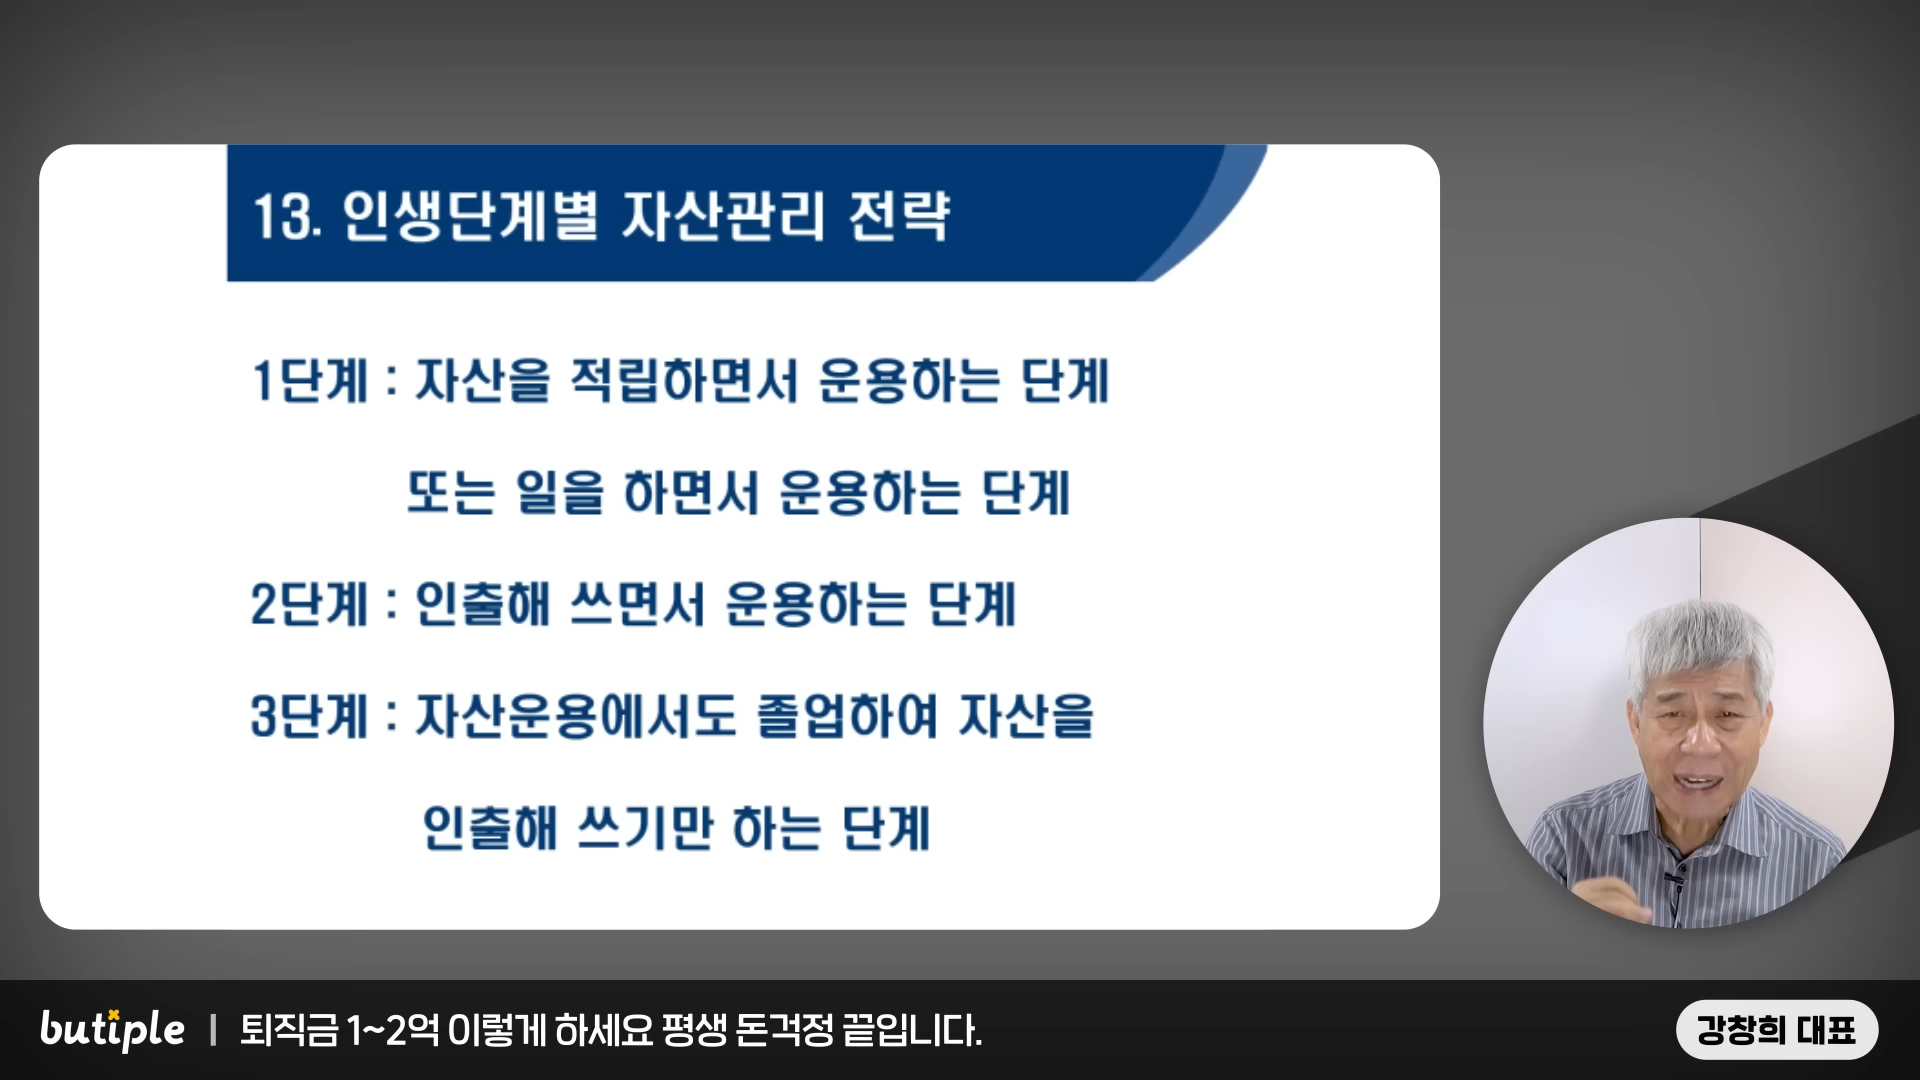 13. 인생단계별 자산관리 전략
1단계 : 자산을 적립하면서 운용하는 단계
또는 일을 하면서 운용하는 단계
2단계 : 인출해 쓰면서 운용하는 단계
3단계 : 자산운용에서도 졸업하여 자산을
인출해 쓰기만 하는 단계
butiple | 퇴직금 1~2억 이렇게 하세요 평생 돈걱정 끝입니다.
강창희 대표